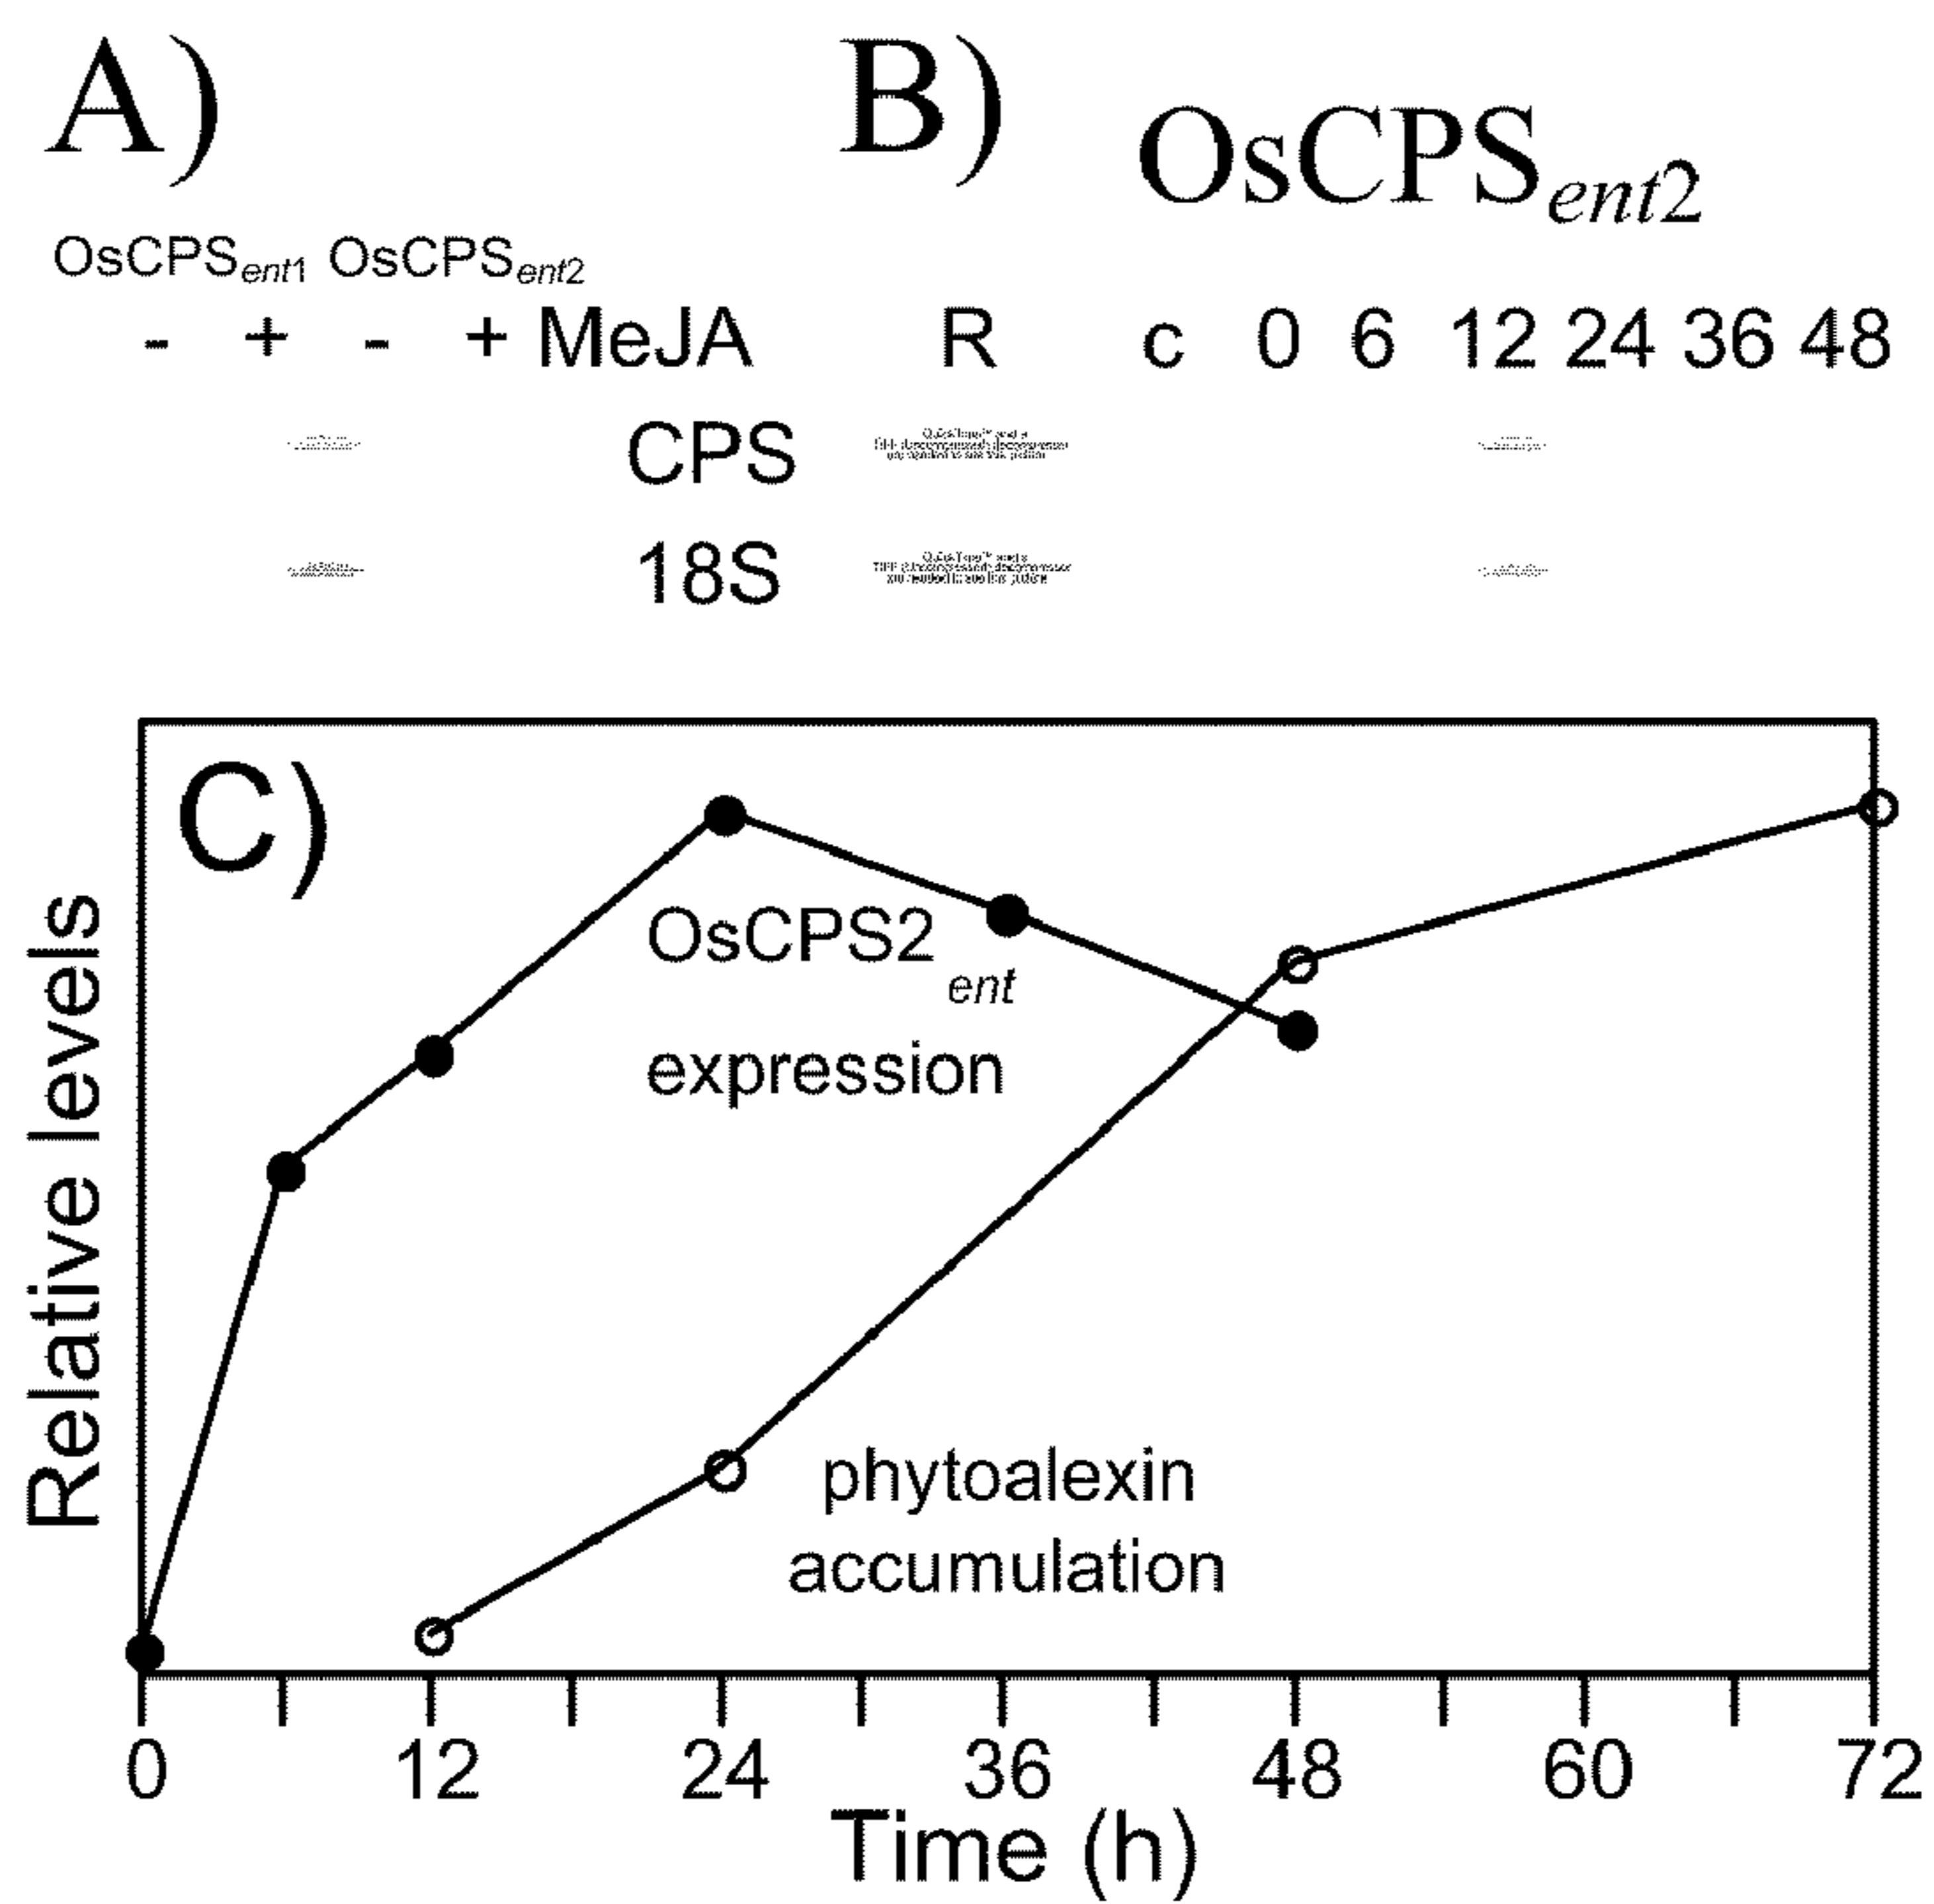 A)
B) OsCPSent2
OsCPSent1 OsCPSent2
- + - + MeJA
R c 0 6 12 24 36 48
CPS
18S
C)
OsCPS2ent
expression
phytoalexin
accumulation
Relative levels
0 12 24 36 48 60 72
Time (h)